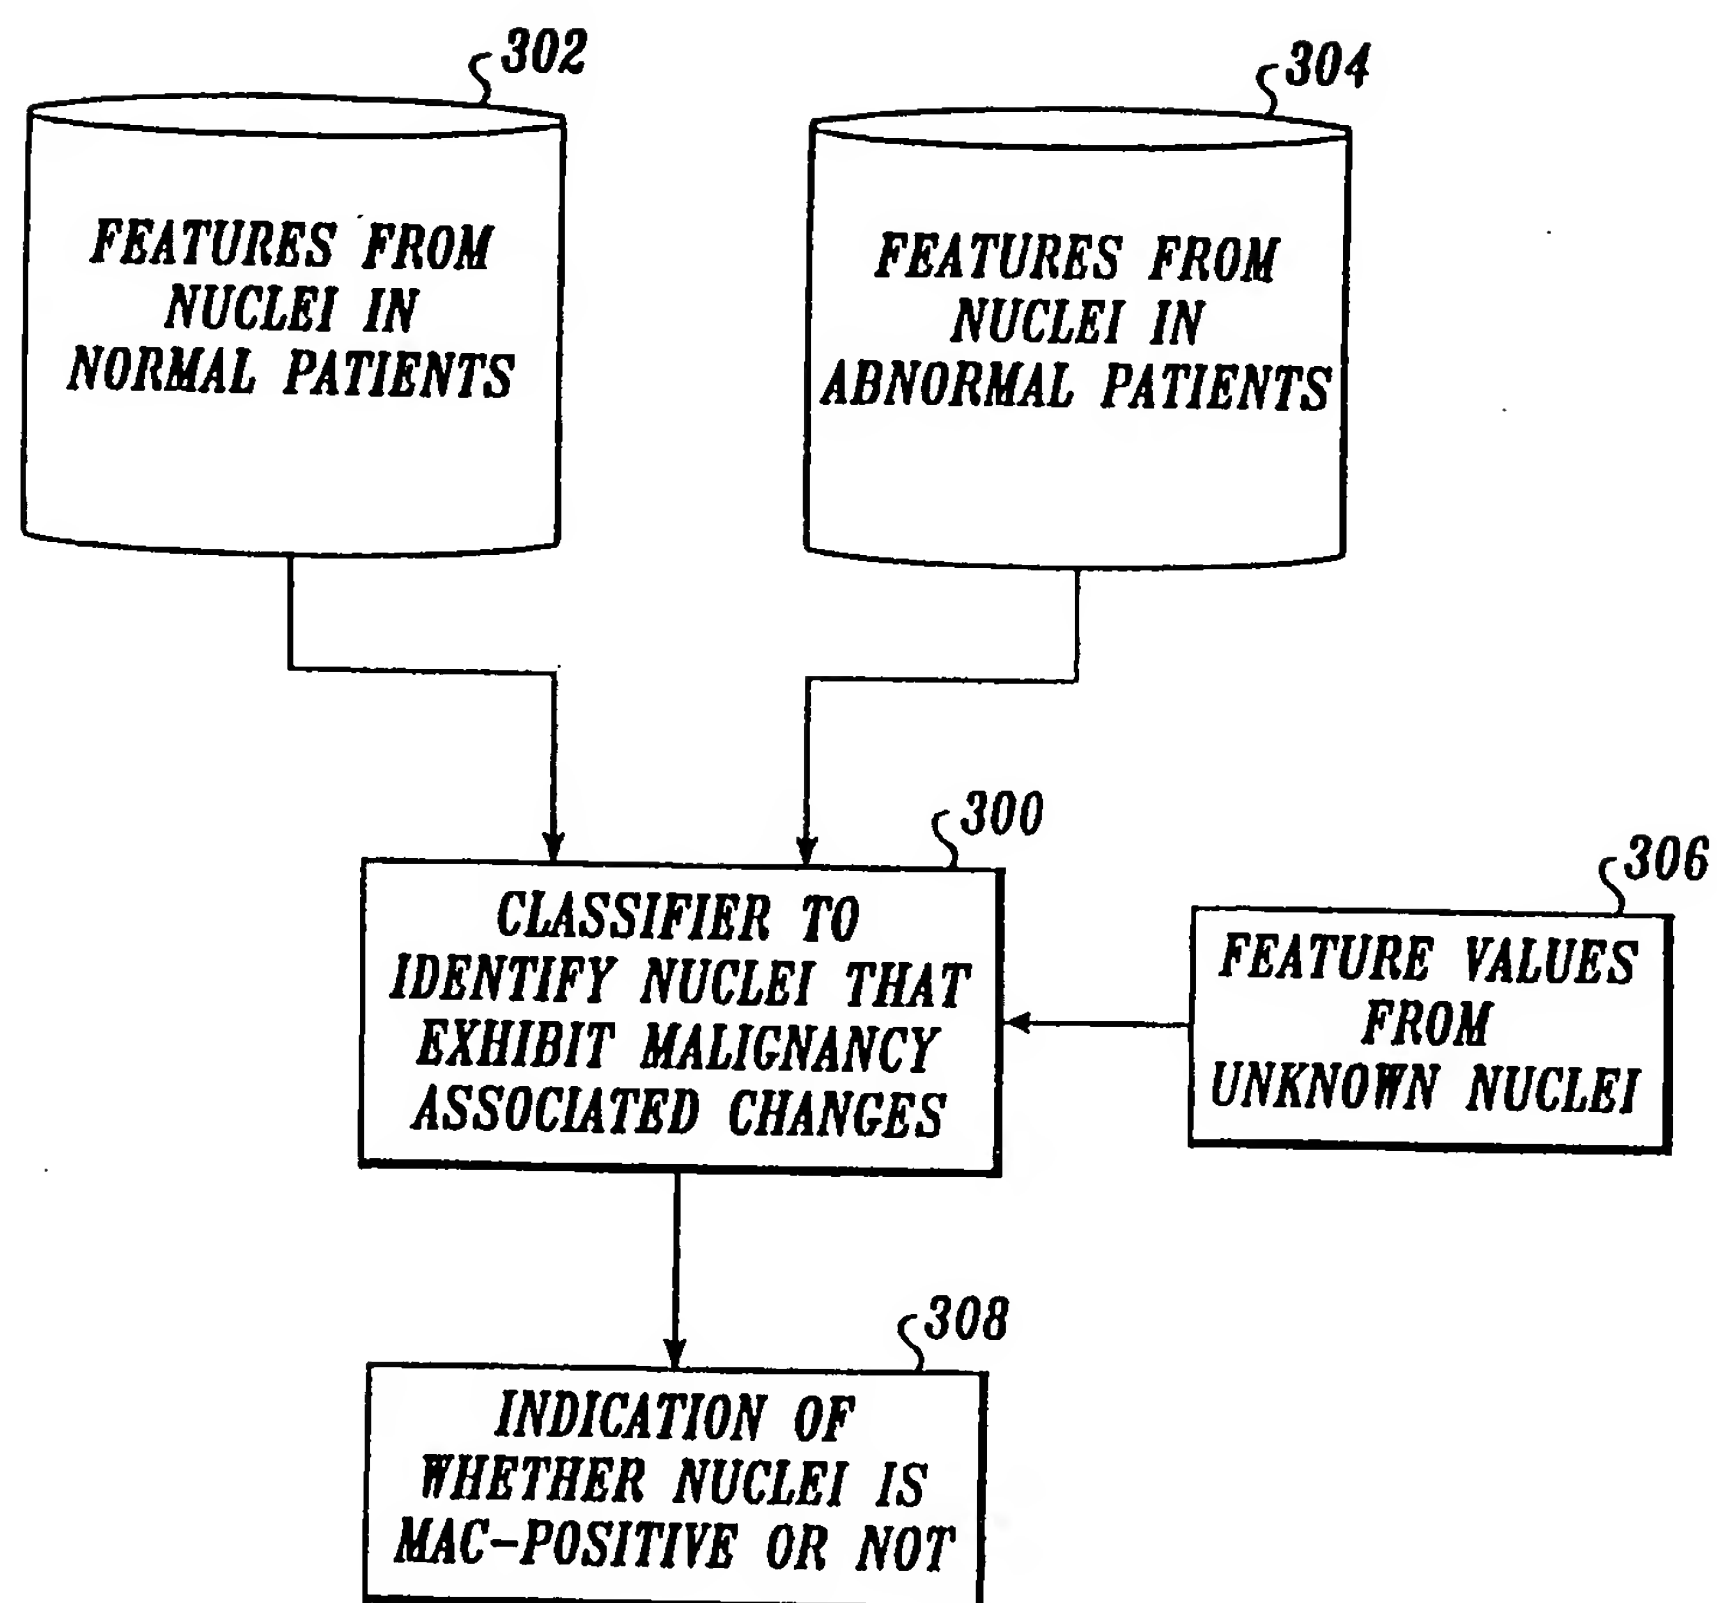 302
FEATURES FROM
NUCLEI IN
NORMAL PATIENTS
304
FEATURES FROM
NUCLEI IN
ABNORMAL PATIENTS
300
CLASSIFIER TO
IDENTIFY NUCLEI THAT
EXHIBIT MALIGNANCY
ASSOCIATED CHANGES
306
FEATURE VALUES
FROM
UNKNOWN NUCLEI
308
INDICATION OF
WHETHER NUCLEI IS
MAC-POSITIVE OR NOT